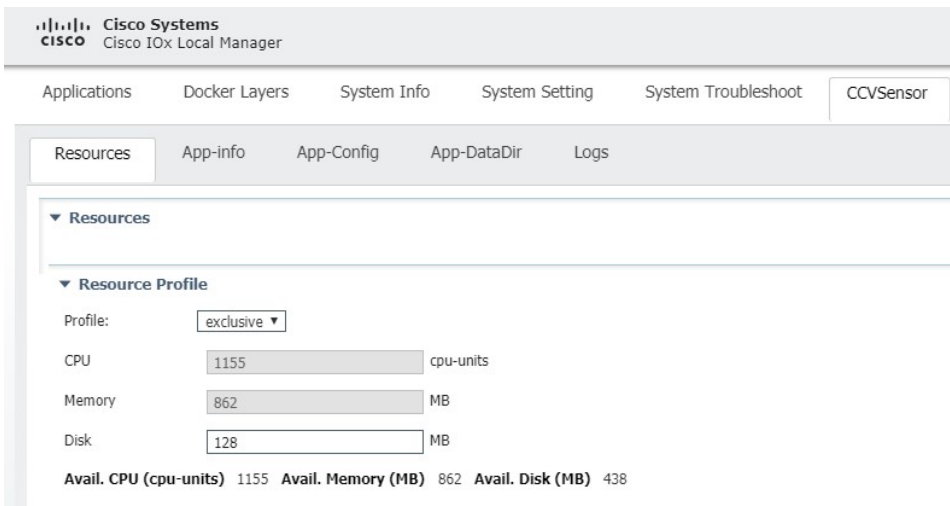 Cisco Systems
CISCO Cisco IOx Local Manager
Applications Docker Layers System Info System Setting System Troubleshoot CCVSensor
Resources App-info App-Config App-DataDir Logs
Resources
Resource Profile
Profile: exclusive
CPU 1155 cpu-units
Memory 862 MB
Disk 128 MB
Avail. CPU (cpu-units) 1155 Avail. Memory (MB) 862 Avail. Disk (MB) 438